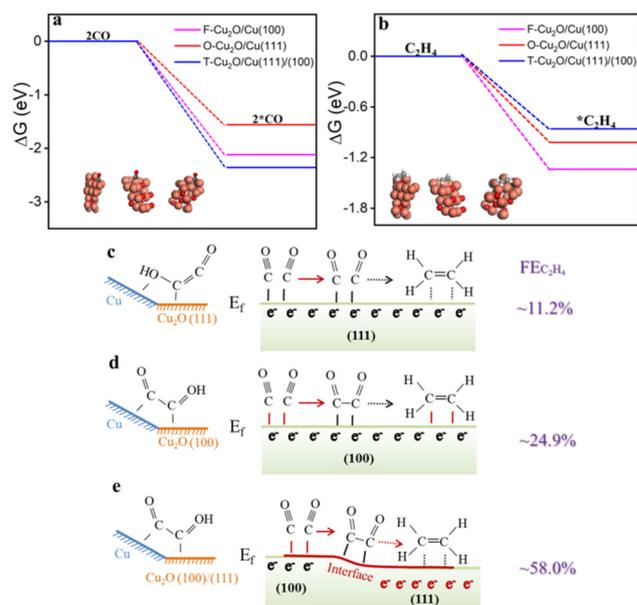 a
2CO
F-Cu₂O/Cu(100)
O-Cu₂O/Cu(111)
T-Cu₂O/Cu(111)/(100)
2*CO
ΔG (eV)
0
-1
-2
-3
b
C₂H₄
F-Cu₂O/Cu(100)
O-Cu₂O/Cu(111)
T-Cu₂O/Cu(111)/(100)
*C₂H₄
ΔG (eV)
0.0
-0.6
-1.2
-1.8
c
HO C C O
Cu
Cu₂O (111)
Ef
O O O O H H
C C C C C C
H H
e⁻ e⁻ e⁻ e⁻ e⁻ e⁻ e⁻ e⁻ e⁻
(111)
FEC₂H₄
~11.2%
d
O OH
C C
Cu
Cu₂O (100)
Ef
O O O O H H
C C C C C C
H H
e⁻ e⁻ e⁻ e⁻ e⁻ e⁻ e⁻ e⁻ e⁻
(100)
~24.9%
e
O OH
C C
Cu
Cu₂O (100)/(111)
Ef
O O O O H H
C C C C C C
H H
e⁻ e⁻ e⁻
Interface
(100)
e⁻ e⁻ e⁻ e⁻ e⁻ e⁻
(111)
~58.0%